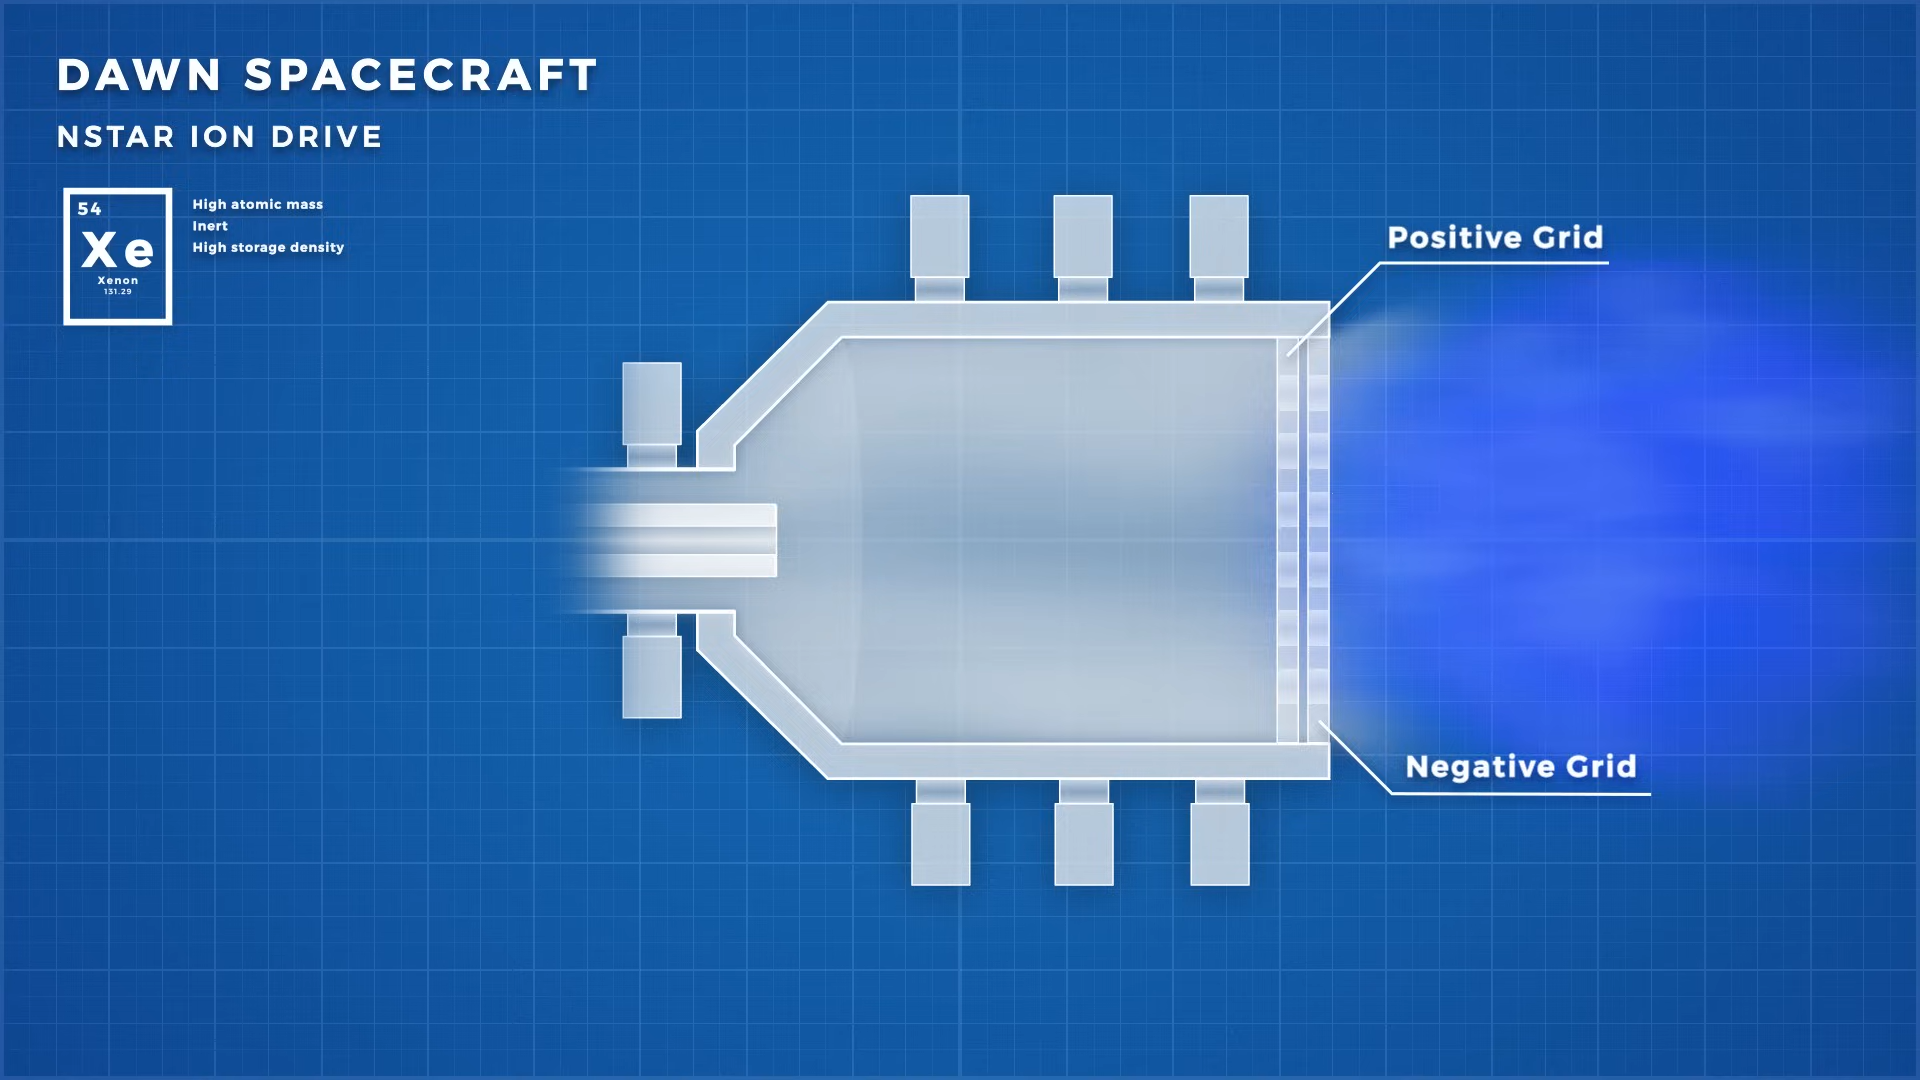 DAWN SPACECRAFT
NSTAR ION DRIVE
54
Xe
Xenon
131.29
High atomic mass
Inert
High storage density
Positive Grid
Negative Grid